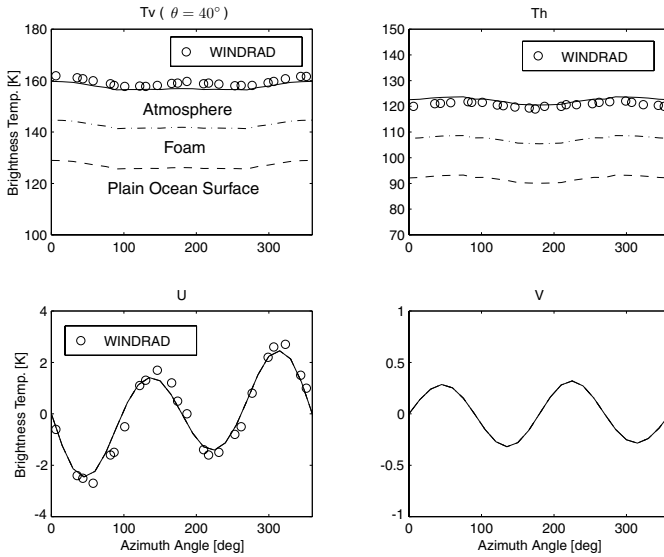 Tv ( θ = 40°
Th
180
160
140
120
100
Brightness Temp. [K]
WINDRAD
Atmosphere
Foam
Plain Ocean Surface
0 100 200 300
150
140
130
120
110
100
90
80
70
WINDRAD
0 100 200 300
U
V
4
2
0
-2
-4
Brightness Temp. [K]
WINDRAD
0 100 200 300
Azimuth Angle [deg]
1
0.5
0
-0.5
-1
0 100 200 300
Azimuth Angle [deg]